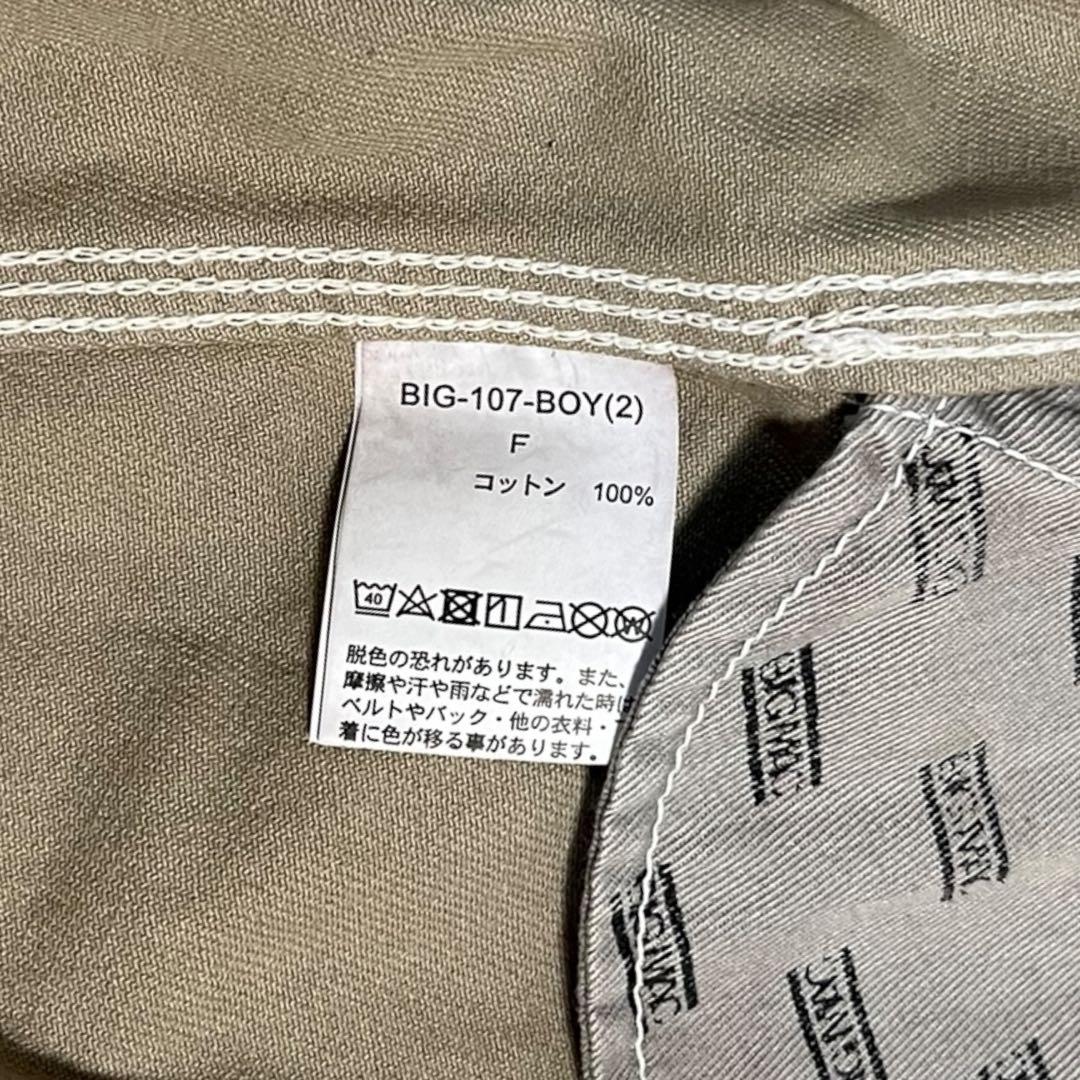 BIG-107-BOY(2)
F
コットン 100%
40
W
脱色の恐れがあります。また、
摩擦や汗や雨などで濡れた時に
ベルトやバック・他の衣料・
着に色が移る事があります。